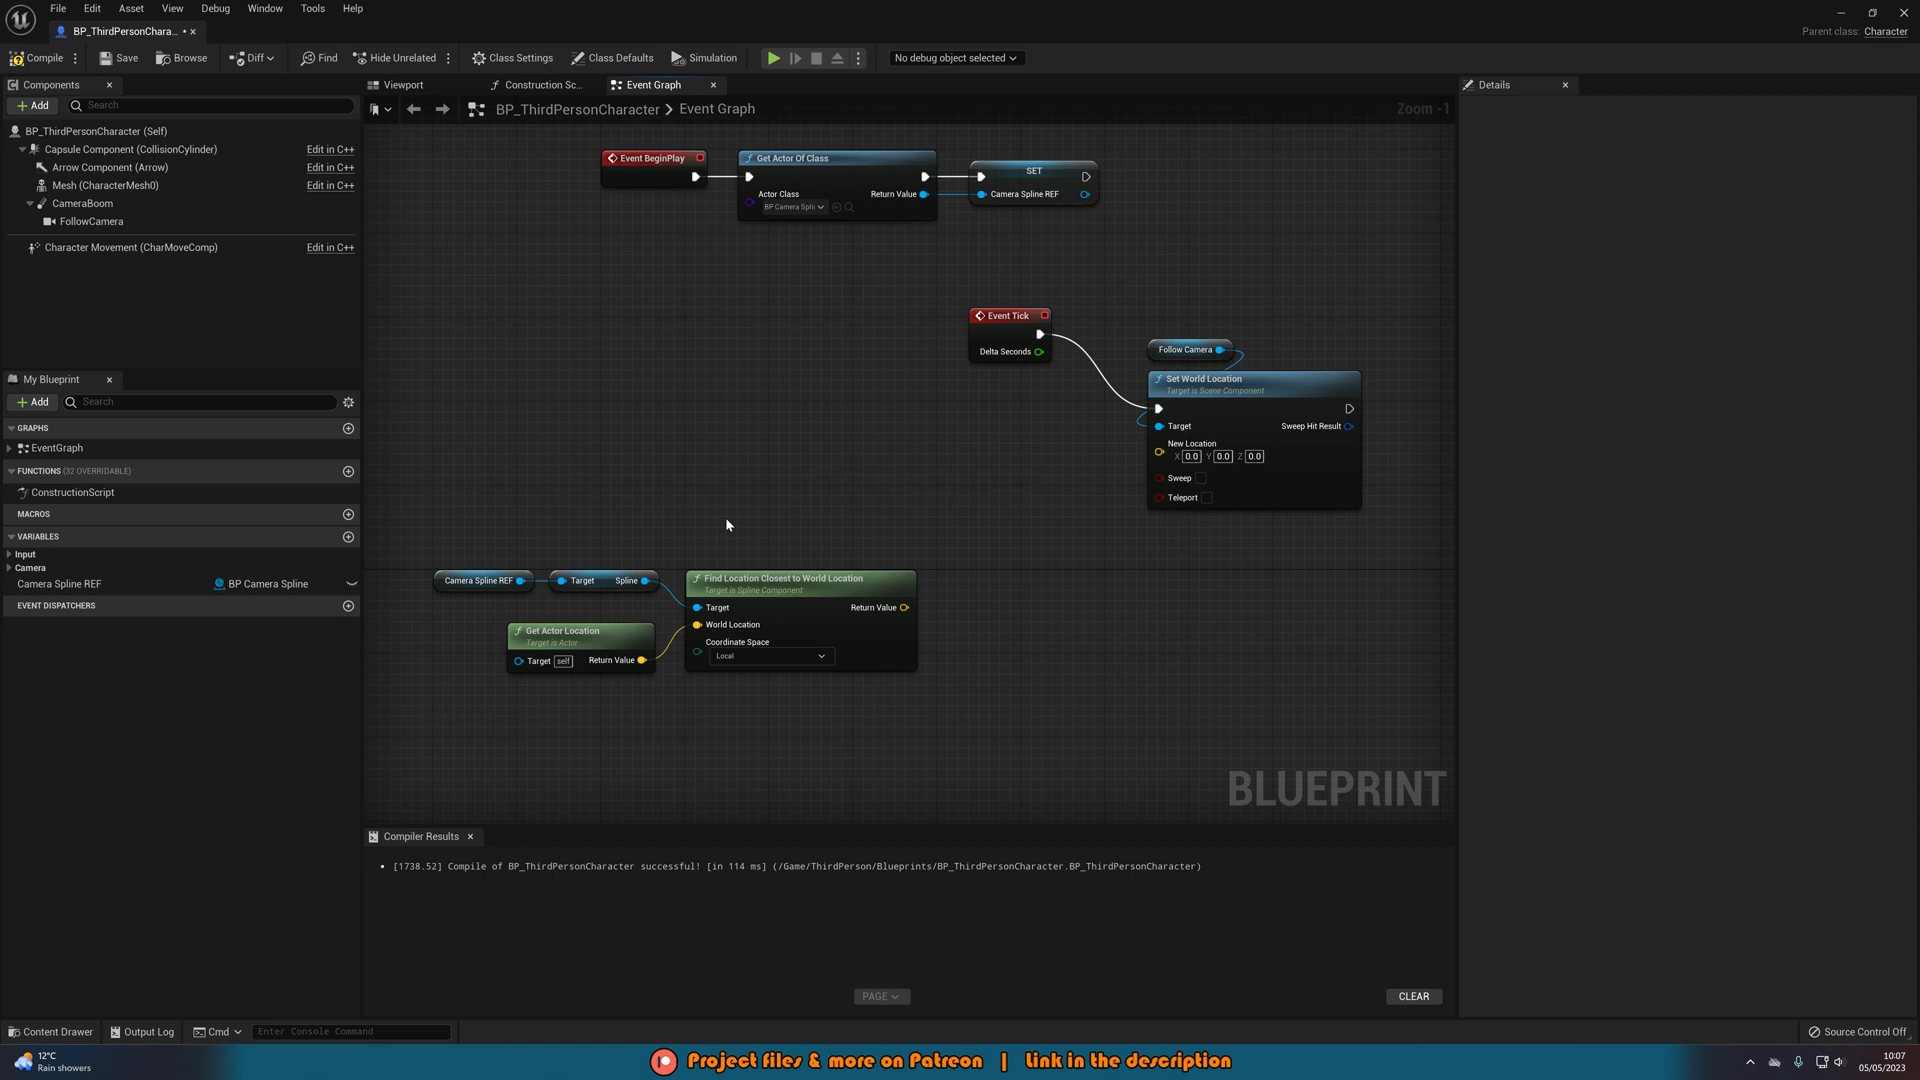 File Edit Asset View Debug Window Tools Help
BP_ThirdPersonChara... •
Parent class: Character
Compile Save Browse Diff Find Hide Unrelated Class Settings Class Defaults Simulation No debug object selected
Components
Add Search
BP_ThirdPersonCharacter (Self)
Capsule Component (CollisionCylinder) Edit in C++
Arrow Component (Arrow) Edit in C++
Mesh (CharacterMesh0) Edit in C++
CameraBoom
FollowCamera
Character Movement (CharMoveComp) Edit in C++
My Blueprint
Add Search
GRAPHS
EventGraph
FUNCTIONS (32 OVERRIDABLE)
ConstructionScript
MACROS
VARIABLES
Input
Camera
Camera Spline REF BP Camera Spline
EVENT DISPATCHERS
Viewport Construction Sc... Event Graph
BP_ThirdPersonCharacter > Event Graph
Zoom -1
Event BeginPlay
Get Actor Of Class
Actor Class Return Value
BP Camera Spli
SET
Camera Spline REF
Event Tick
Delta Seconds
Follow Camera
Set World Location
Target is Scene Component
Target Sweep Hit Result
New Location
X 0.0 Y 0.0 Z 0.0
Sweep
Teleport
Camera Spline REF
Target Spline
Find Location Closest to World Location
Target is Spline Component
Target Return Value
World Location
Coordinate Space
Local
Get Actor Location
Target is Actor
Target self Return Value
BLUEPRINT
Details
Compiler Results
• [1738.52] Compile of BP_ThirdPersonCharacter successful! [in 114 ms] (/Game/ThirdPerson/Blueprints/BP_ThirdPersonCharacter.BP_ThirdPersonCharacter)
PAGE
CLEAR
Content Drawer Output Log Cmd Enter Console Command
Source Control Off
12°C
Rain showers
Project files & more on Patreon | Link in the description
10:07
05/05/2023